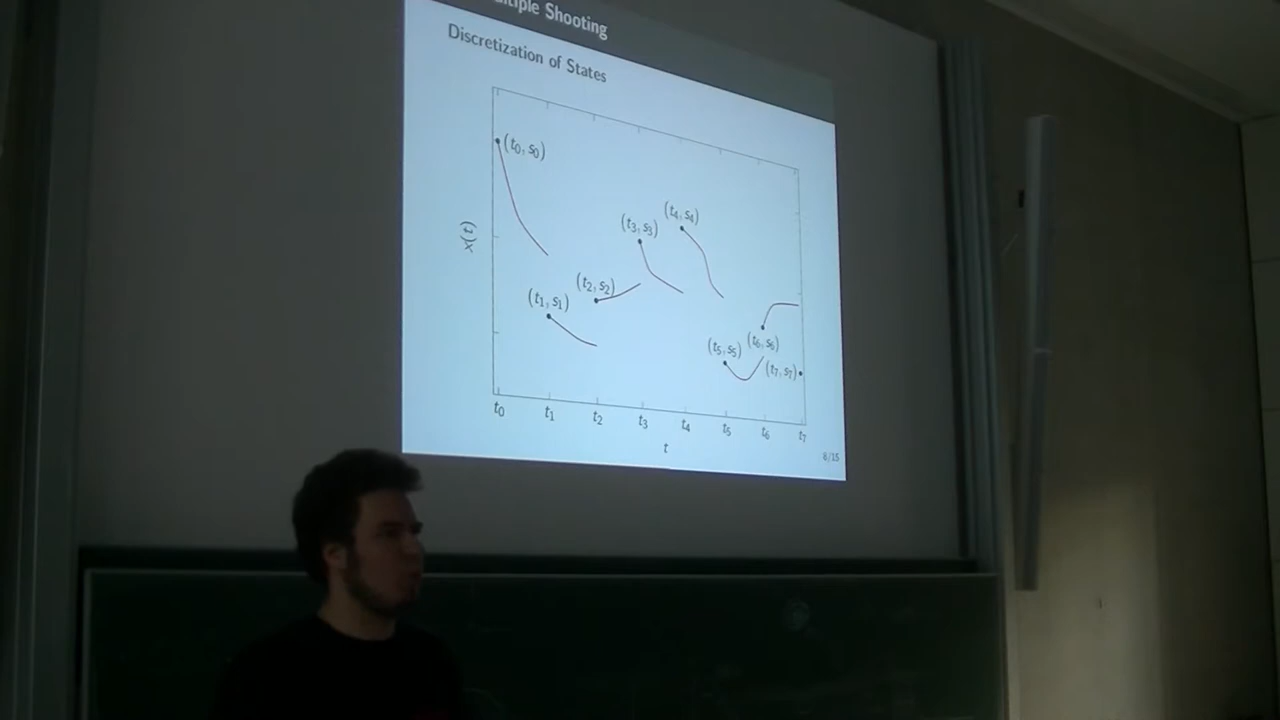 Multiple Shooting
Discretization of States
(t₀, s₀)
(t₄, s₄)
(t₃, s₃)
x(t)
(t₂, s₂)
(t₁, s₁)
(t₆, s₆)
(t₅, s₅)
(t₇, s₇)
t₀ t₁ t₂ t₃ t₄ t₅ t₆ t₇
t
8/15